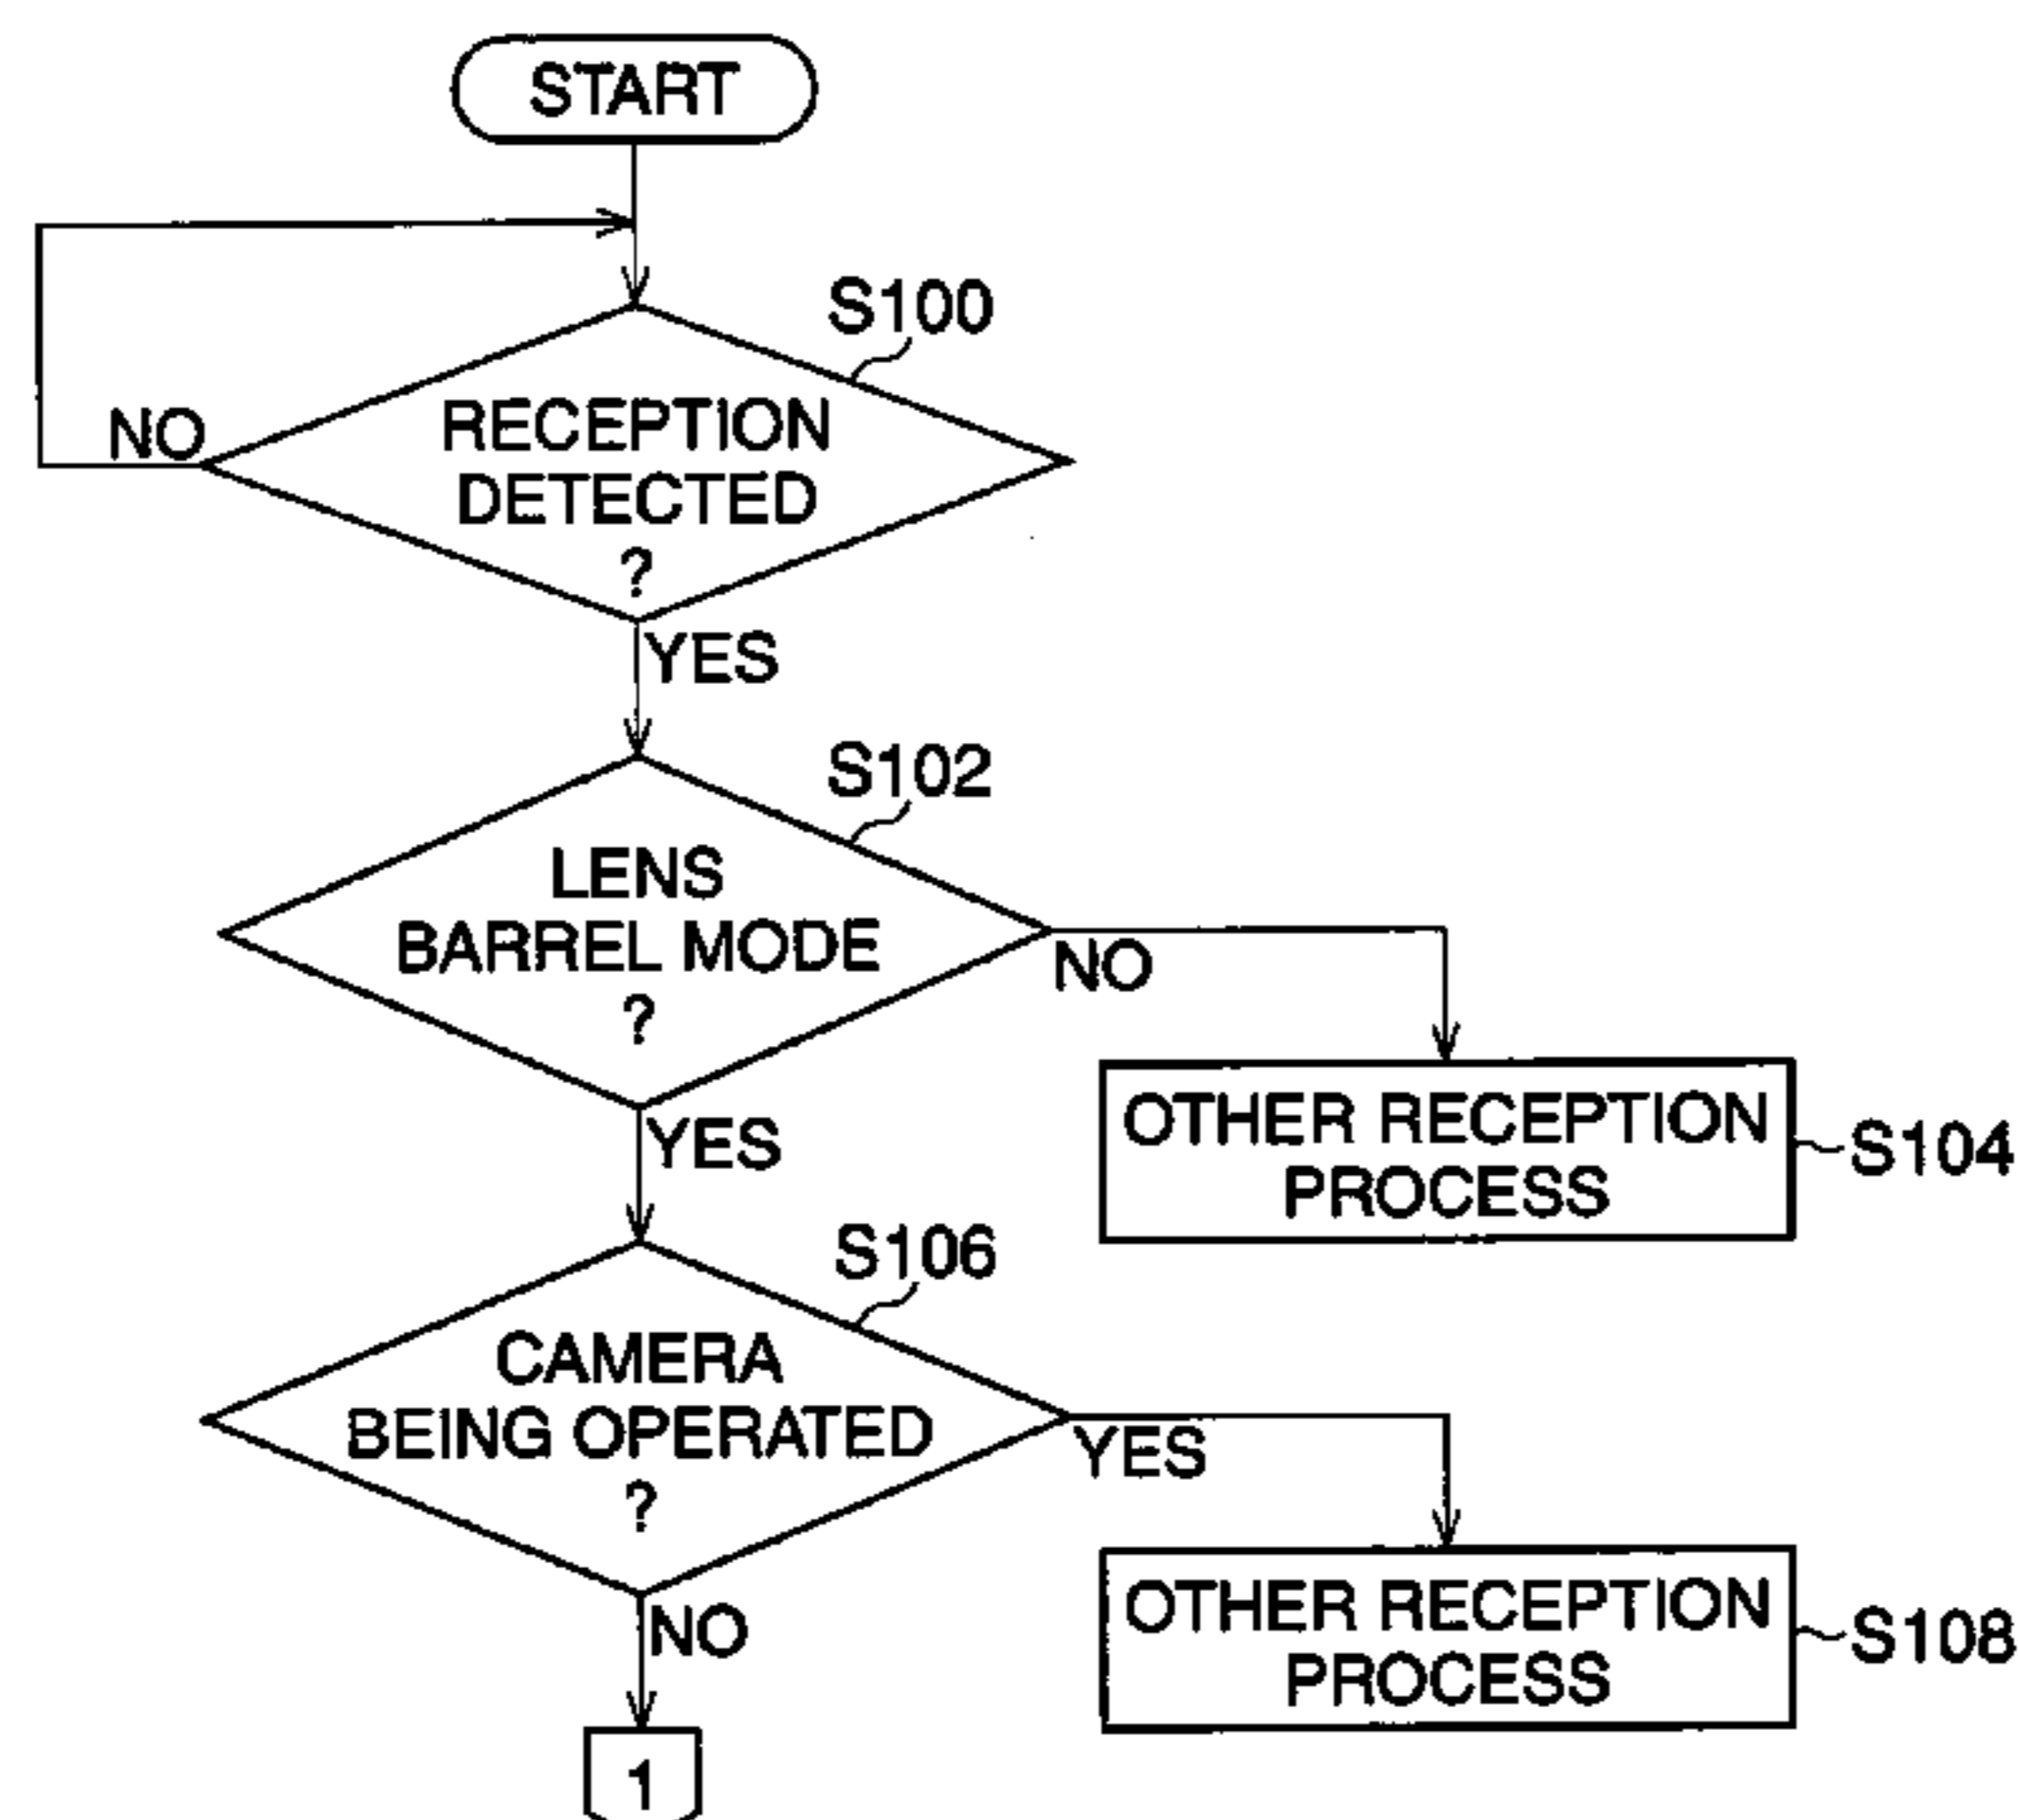 START
S100
RECEPTION
DETECTED
?
NO
YES
S102
LENS
BARREL MODE
?
NO
YES
OTHER RECEPTION
PROCESS
S104
S106
CAMERA
BEING OPERATED
?
YES
NO
OTHER RECEPTION
PROCESS
S108
1